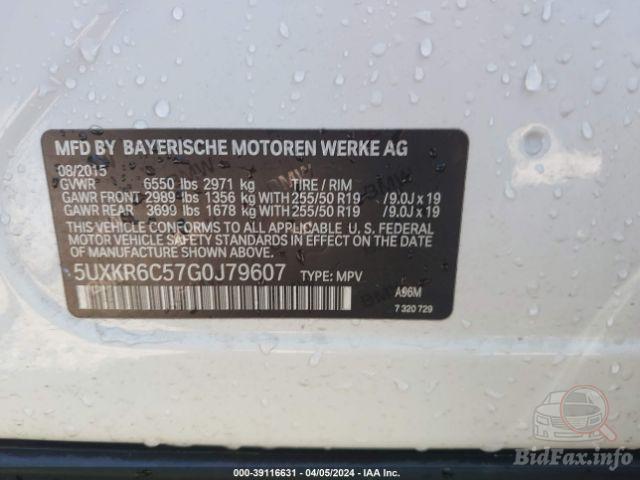 MFD BY BAYERISCHE MOTOREN WERKE AG
08/2015
GVWR 6550 lbs 2971 kg TIRE / RIM
GAWR FRONT 2989 lbs 1356 kg WITH 255/50 R19 /9.0J x 19
GAWR REAR 3699 lbs 1678 kg WITH 255/50 R19 /9.0J x 19
THIS VEHICLE CONFORMS TO ALL APPLICABLE U. S. FEDERAL
MOTOR VEHICLE SAFETY STANDARDS IN EFFECT ON THE DATE
OF MANUFACTURE SHOWN ABOVE.
5UXKR6C57G0J79607 TYPE: MPV
A96M
7 320 729
BidFax.info
000-39116631 - 04/05/2024 - IAA Inc.